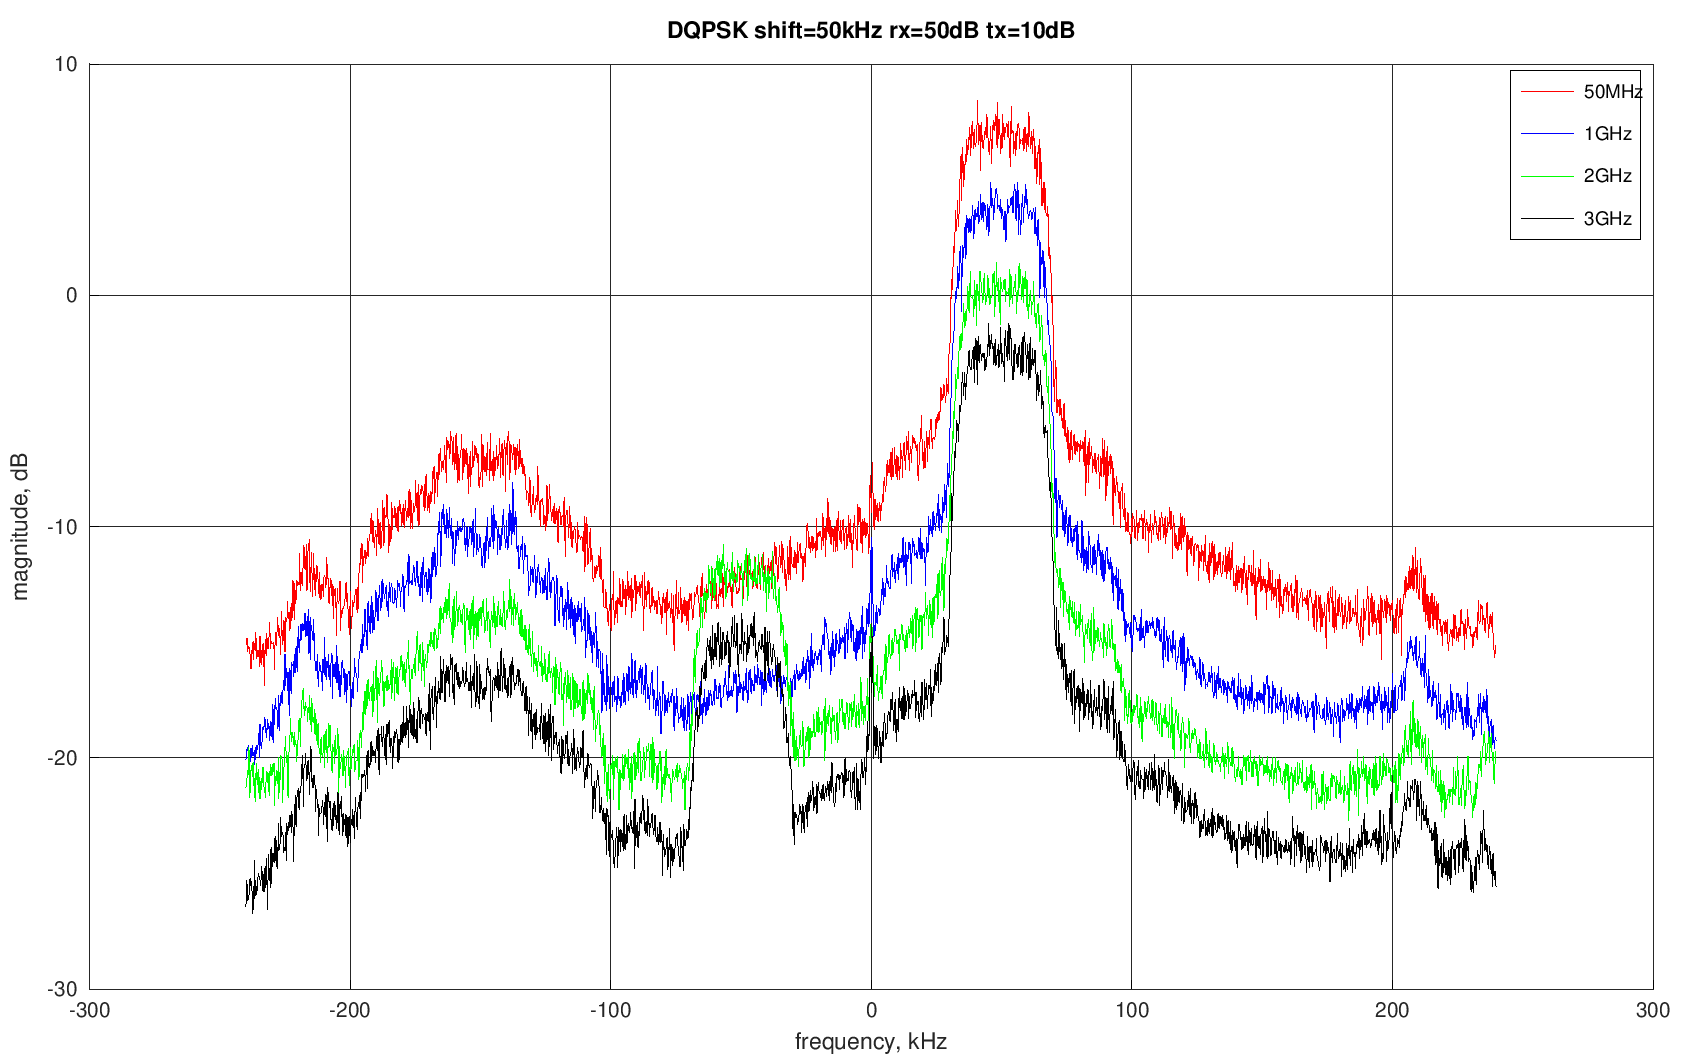 DQPSK shift=50kHz rx=50dB tx=10dB
10
0
-10
-20
-30
magnitude, dB
-300
-200
-100
0
100
200
300
frequency, kHz
50MHz
1GHz
2GHz
3GHz